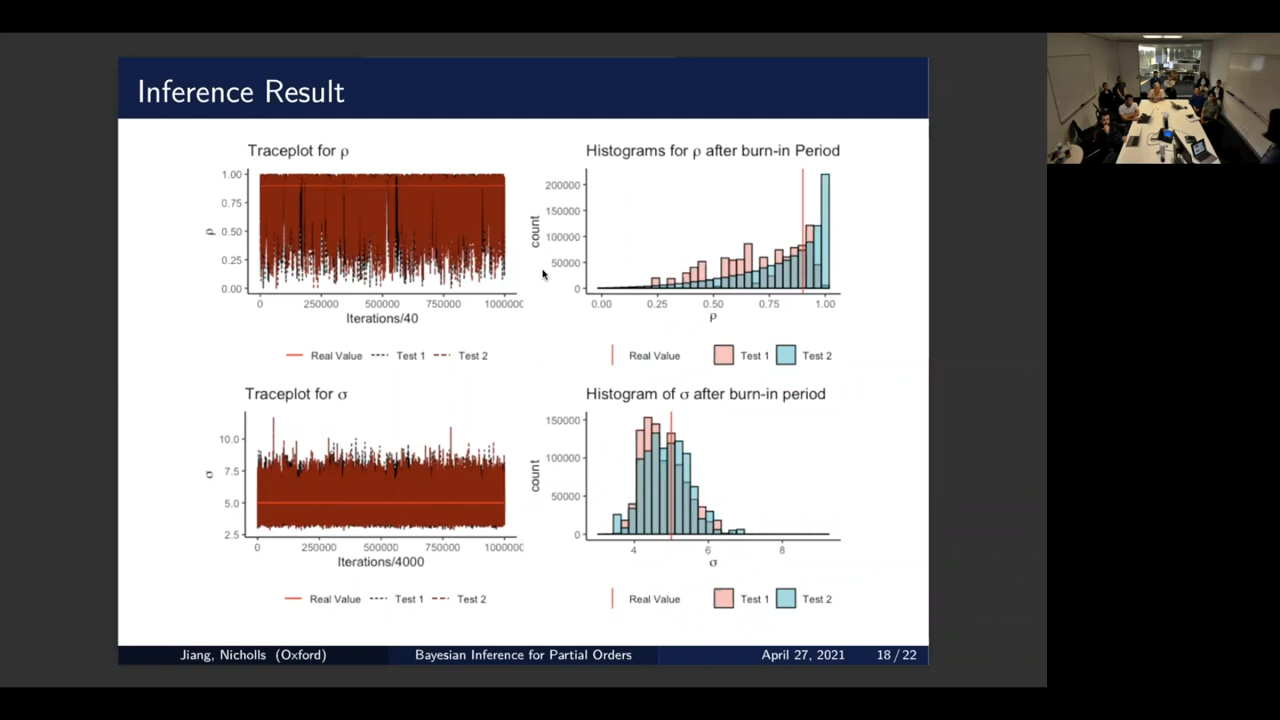 Inference Result
Traceplot for ρ
1.00
0.75
0.50
0.25
0.00
ρ
0 250000 500000 750000 1000000
Iterations/40
Real Value Test 1 Test 2
Histograms for ρ after burn-in Period
200000
150000
100000
50000
0
count
0.00 0.25 0.50 0.75 1.00
ρ
Real Value Test 1 Test 2
Traceplot for σ
10.0
7.5
5.0
2.5
σ
0 250000 500000 750000 1000000
Iterations/4000
Real Value Test 1 Test 2
Histogram of σ after burn-in period
150000
100000
50000
0
count
4 6 8
σ
Real Value Test 1 Test 2
Jiang, Nicholls (Oxford) Bayesian Inference for Partial Orders April 27, 2021 18 / 22